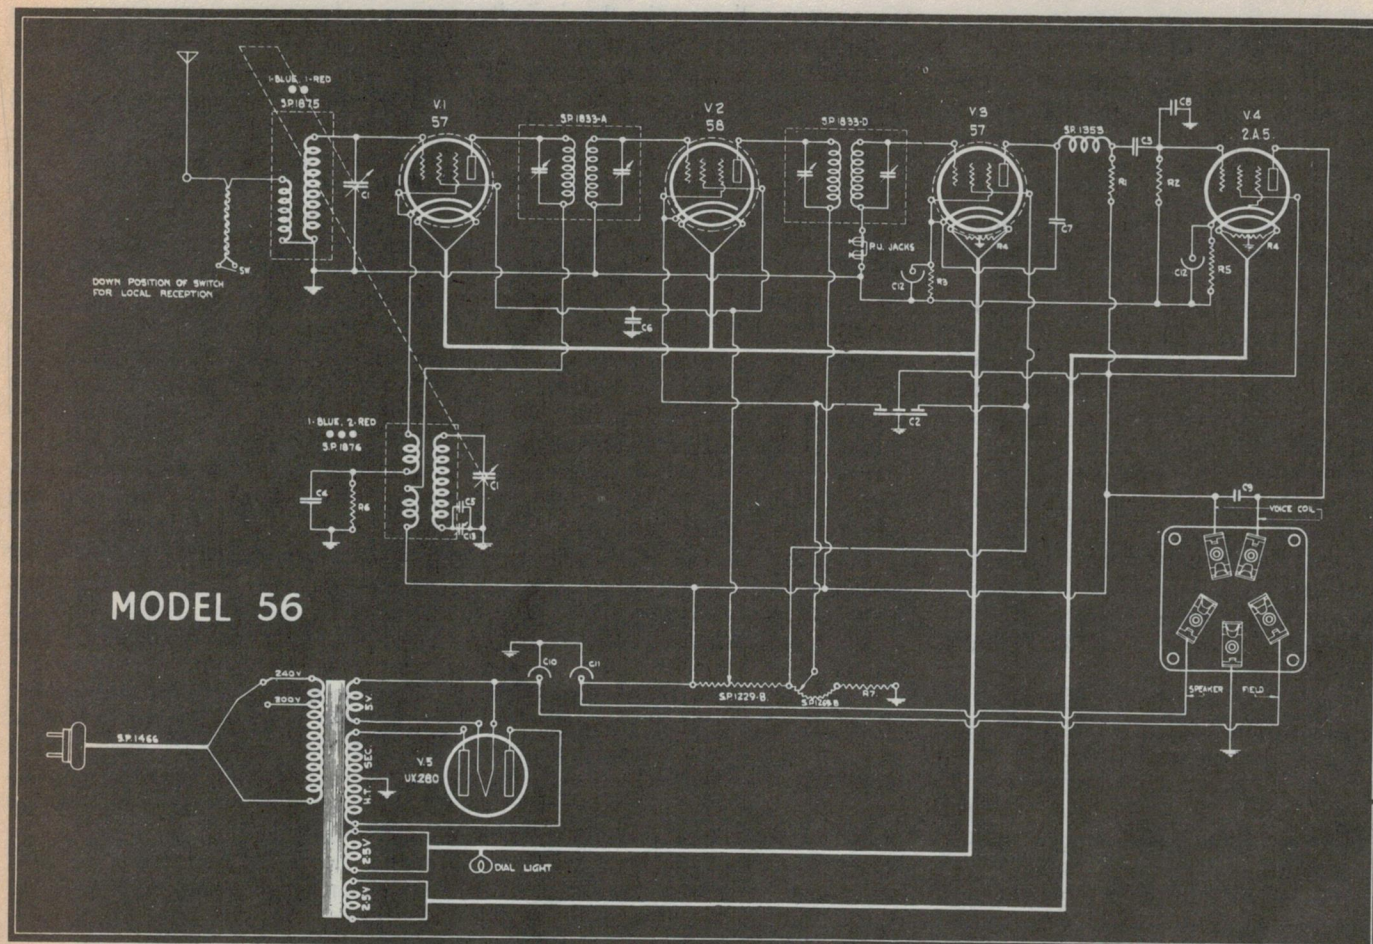 1-BLUE, 1-RED
S.P.1875
V.1
57
S.P.1833-A
V.2
58
S.P.1833-D
V.3
57
S.P.1353
C8
C3
V.4
2.A.5.
C1
R1
R2
SW.
DOWN POSITION OF SWITCH
FOR LOCAL RECEPTION
P.U. JACKS
R4
C7
C12
R3
C12
R5
R4
C6
C2
1-BLUE, 2-RED
S.P.1876
C4
R6
C1
C5
C13
C9
VOICE COIL
MODEL 56
240V
200V
5V.
C10
C11
S.P.1229-B.
R7
SPEAKER FIELD
S.P.1466
SEC.
H.T.
V.5
UX280
2·5V
DIAL LIGHT
2·5V